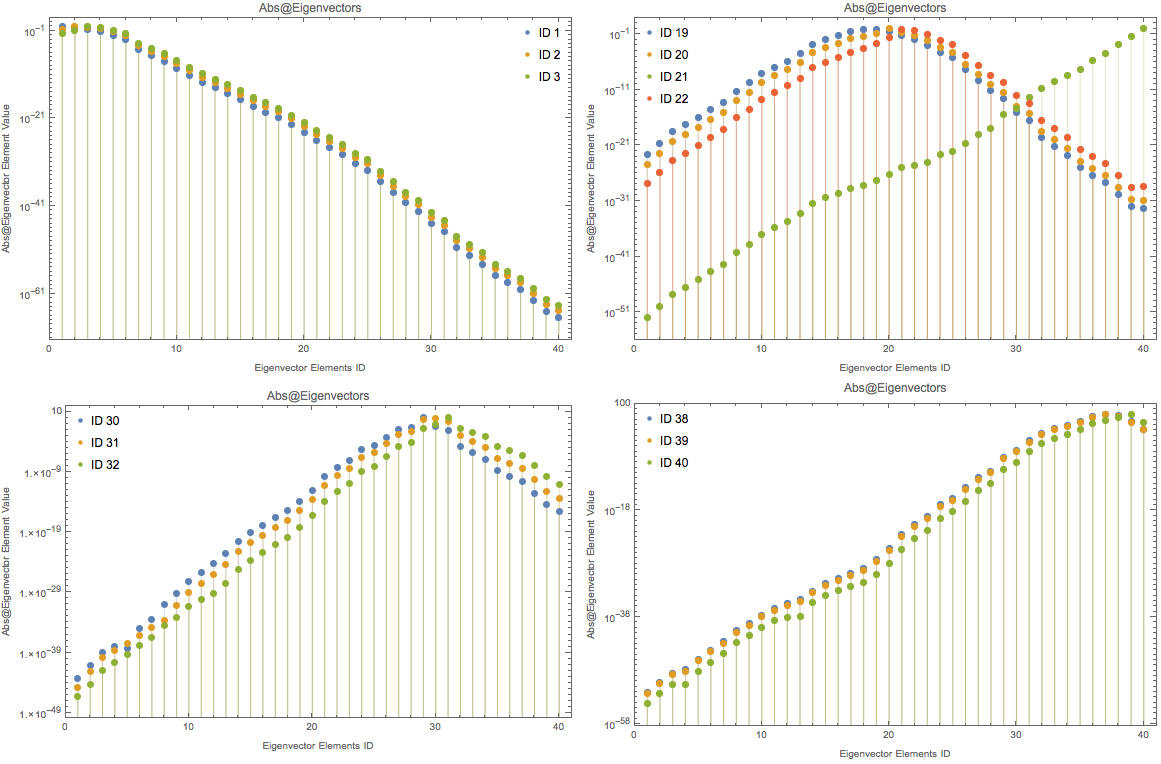 Abs@Eigenvectors
Abs@Eigenvector Element Value
10^−1
10^−21
10^−41
10^−61
ID 1
ID 2
ID 3
0 10 20 30 40
Eigenvector Elements ID
Abs@Eigenvectors
Abs@Eigenvector Element Value
10^−1
10^−11
10^−21
10^−31
10^−41
10^−51
ID 19
ID 20
ID 21
ID 22
0 10 20 30 40
Eigenvector Elements ID
Abs@Eigenvectors
Abs@Eigenvector Element Value
10
1.×10^−9
1.×10^−19
1.×10^−29
1.×10^−39
1.×10^−49
ID 30
ID 31
ID 32
0 10 20 30 40
Eigenvector Elements ID
Abs@Eigenvectors
Abs@Eigenvector Element Value
100
10^−18
10^−38
10^−58
ID 38
ID 39
ID 40
0 10 20 30 40
Eigenvector Elements ID